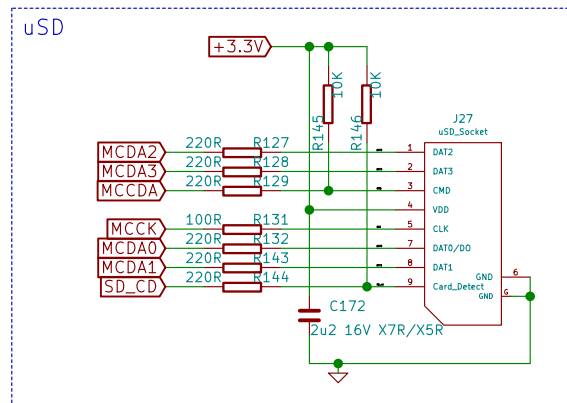 uSD
+3.3V
10K
10K
R145
R146
J27
uSD_Socket
MCDA2 220R R127 1 DAT2
MCDA3 220R R128 2 DAT3
MCCDA 220R R129 3 CMD
4 VDD
MCCK 100R R131 5 CLK
MCDA0 220R R132 7 DAT0/DO
MCDA1 220R R143 8 DAT1
SD_CD 220R R144 9 Card_Detect
GND 6
GND G
C172
2u2 16V X7R/X5R